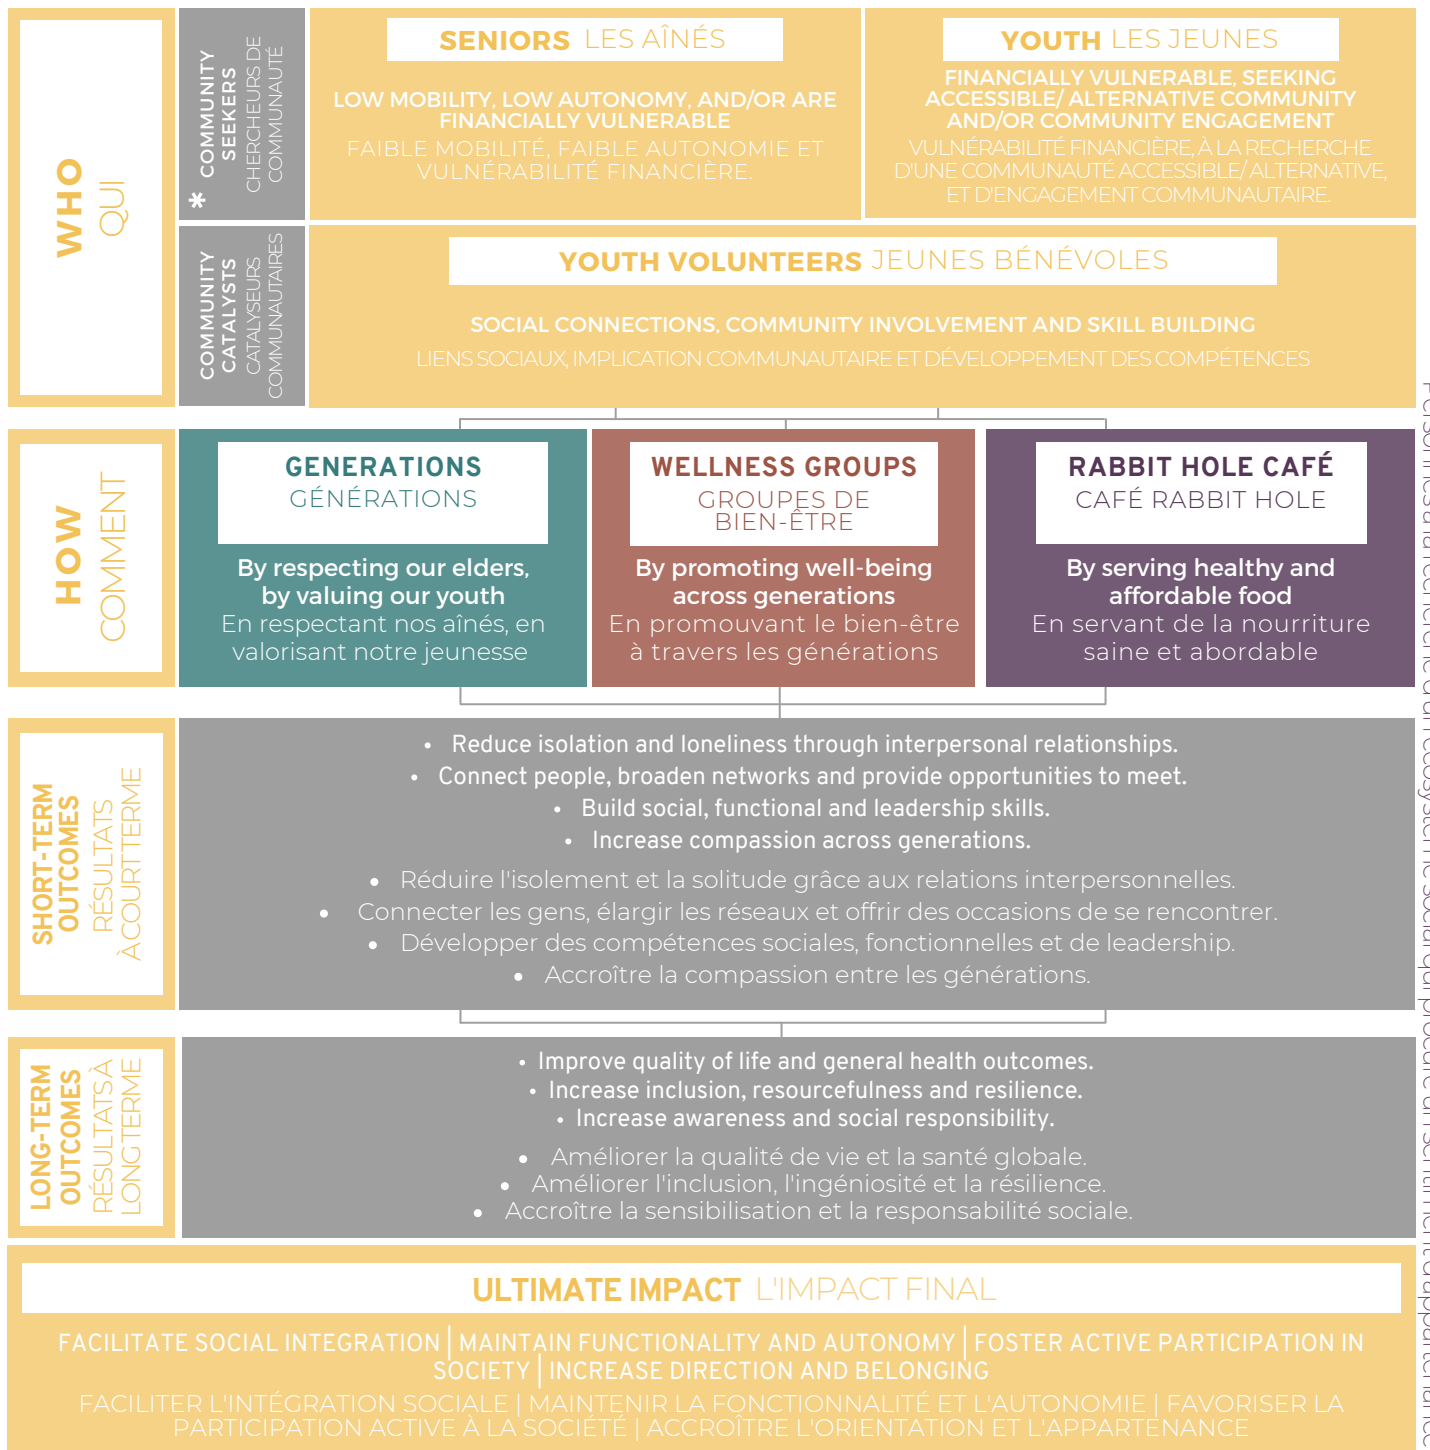 WHO
QUI
* COMMUNITY
SEEKERS
CHERCHEURS DE
COMMUNAUTÉ
SENIORS LES AÎNÉS
LOW MOBILITY, LOW AUTONOMY, AND/OR ARE
FINANCIALLY VULNERABLE
FAIBLE MOBILITÉ, FAIBLE AUTONOMIE ET
VULNÉRABILITÉ FINANCIÈRE.
YOUTH LES JEUNES
FINANCIALLY VULNERABLE, SEEKING
ACCESSIBLE/ ALTERNATIVE COMMUNITY
AND/OR COMMUNITY ENGAGEMENT
VULNÉRABILITÉ FINANCIÈRE, À LA RECHERCHE
D'UNE COMMUNAUTÉ ACCESSIBLE/ALTERNATIVE,
ET D'ENGAGEMENT COMMUNAUTAIRE.
COMMUNITY
CATALYSTS
CATALYSEURS
COMMUNAUTAIRES
YOUTH VOLUNTEERS JEUNES BÉNÉVOLES
SOCIAL CONNECTIONS, COMMUNITY INVOLVEMENT AND SKILL BUILDING
LIENS SOCIAUX, IMPLICATION COMMUNAUTAIRE ET DÉVELOPPEMENT DES COMPÉTENCES
HOW
COMMENT
GENERATIONS
GÉNÉRATIONS
By respecting our elders,
by valuing our youth
En respectant nos aînés, en
valorisant notre jeunesse
WELLNESS GROUPS
GROUPES DE
BIEN-ÊTRE
By promoting well-being
across generations
En promouvant le bien-être
à travers les générations
RABBIT HOLE CAFÉ
CAFÉ RABBIT HOLE
By serving healthy and
affordable food
En servant de la nourriture
saine et abordable
SHORT-TERM
OUTCOMES
RÉSULTATS
À COURT TERME
• Reduce isolation and loneliness through interpersonal relationships.
• Connect people, broaden networks and provide opportunities to meet.
• Build social, functional and leadership skills.
• Increase compassion across generations.
• Réduire l'isolement et la solitude grâce aux relations interpersonnelles.
• Connecter les gens, élargir les réseaux et offrir des occasions de se rencontrer.
• Développer des compétences sociales, fonctionnelles et de leadership.
• Accroître la compassion entre les générations.
LONG-TERM
OUTCOMES
RÉSULTATS À
LONG TERME
• Improve quality of life and general health outcomes.
• Increase inclusion, resourcefulness and resilience.
• Increase awareness and social responsibility.
• Améliorer la qualité de vie et la santé globale.
• Améliorer l'inclusion, l'ingéniosité et la résilience.
• Accroître la sensibilisation et la responsabilité sociale.
ULTIMATE IMPACT L'IMPACT FINAL
FACILITATE SOCIAL INTEGRATION | MAINTAIN FUNCTIONALITY AND AUTONOMY | FOSTER ACTIVE PARTICIPATION IN
SOCIETY | INCREASE DIRECTION AND BELONGING
FACILITER L'INTÉGRATION SOCIALE | MAINTENIR LA FONCTIONNALITÉ ET L'AUTONOMIE | FAVORISER LA
PARTICIPATION ACTIVE À LA SOCIÉTÉ | ACCROÎTRE L'ORIENTATION ET L'APPARTENANCE
Personnes à la recherche d'un écosystème social qui procure un sentiment d'appartenance